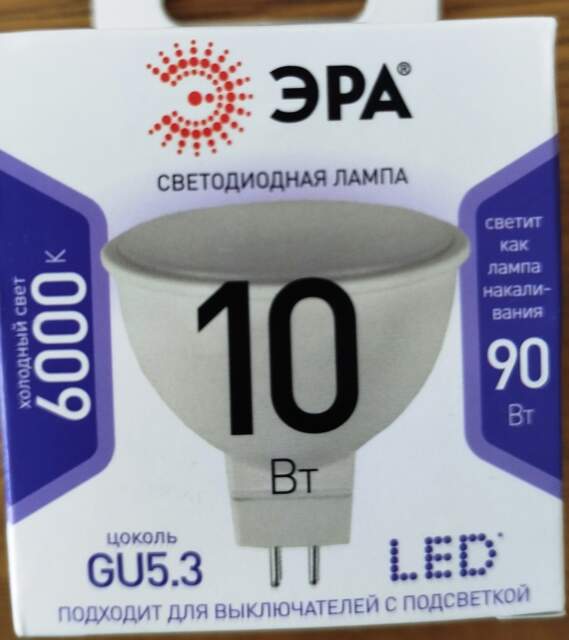 ЭРА®
СВЕТОДИОДНАЯ ЛАМПА
холодный свет
6000 К
светит
как
лампа
накали-
вания
90
Вт
10
Вт
цоколь
GU5.3
LED
ПОДХОДИТ ДЛЯ ВЫКЛЮЧАТЕЛЕЙ С ПОДСВЕТКОЙ